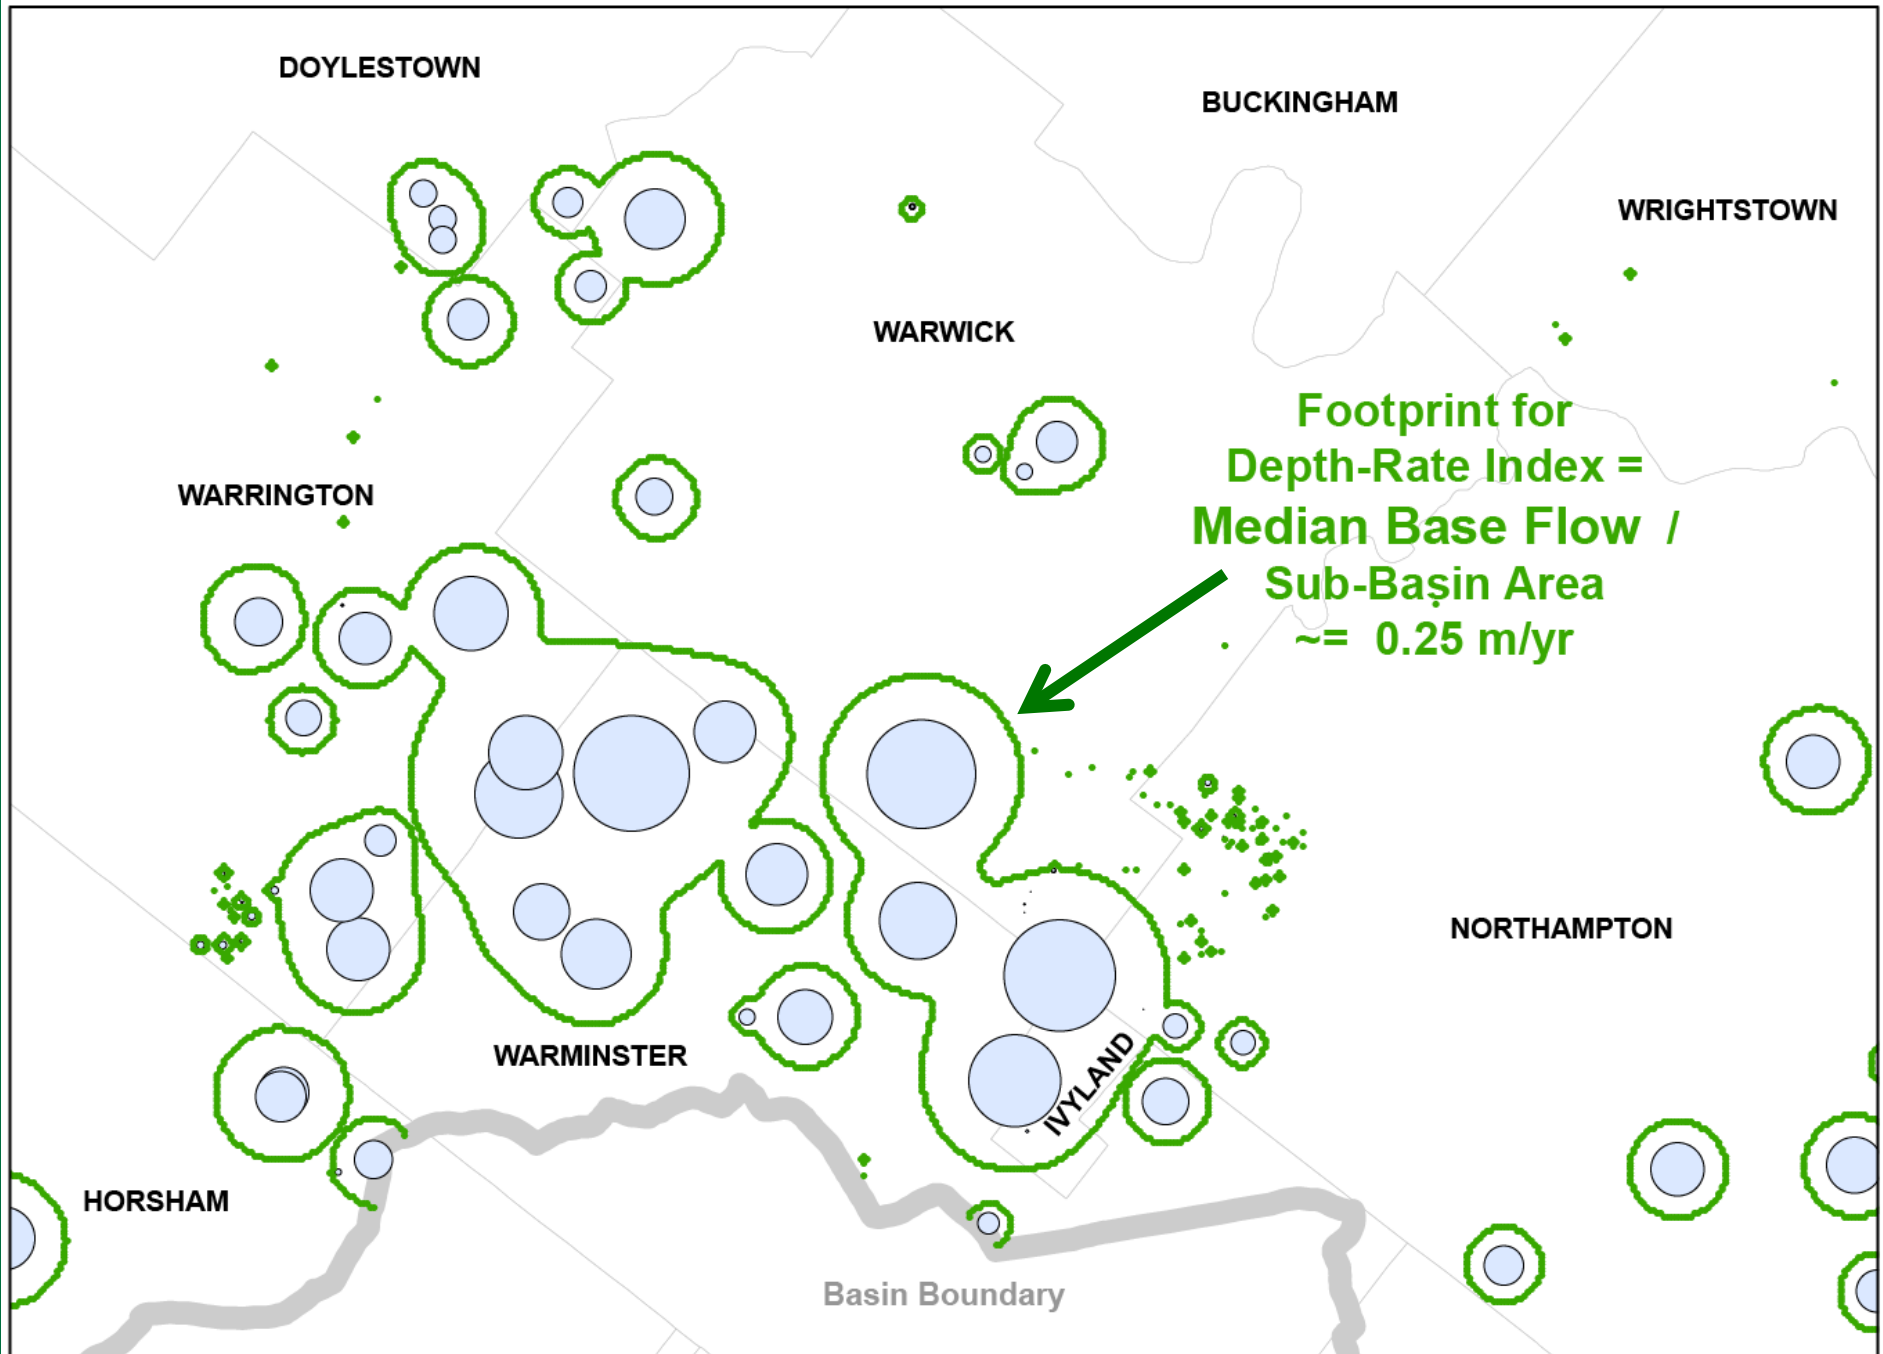 DOYLESTOWN
BUCKINGHAM
WRIGHTSTOWN
WARWICK
Footprint for
Depth-Rate Index =
Median Base Flow /
Sub-Basin Area
~= 0.25 m/yr
WARRINGTON
NORTHAMPTON
WARMINSTER
IVYLAND
HORSHAM
Basin Boundary